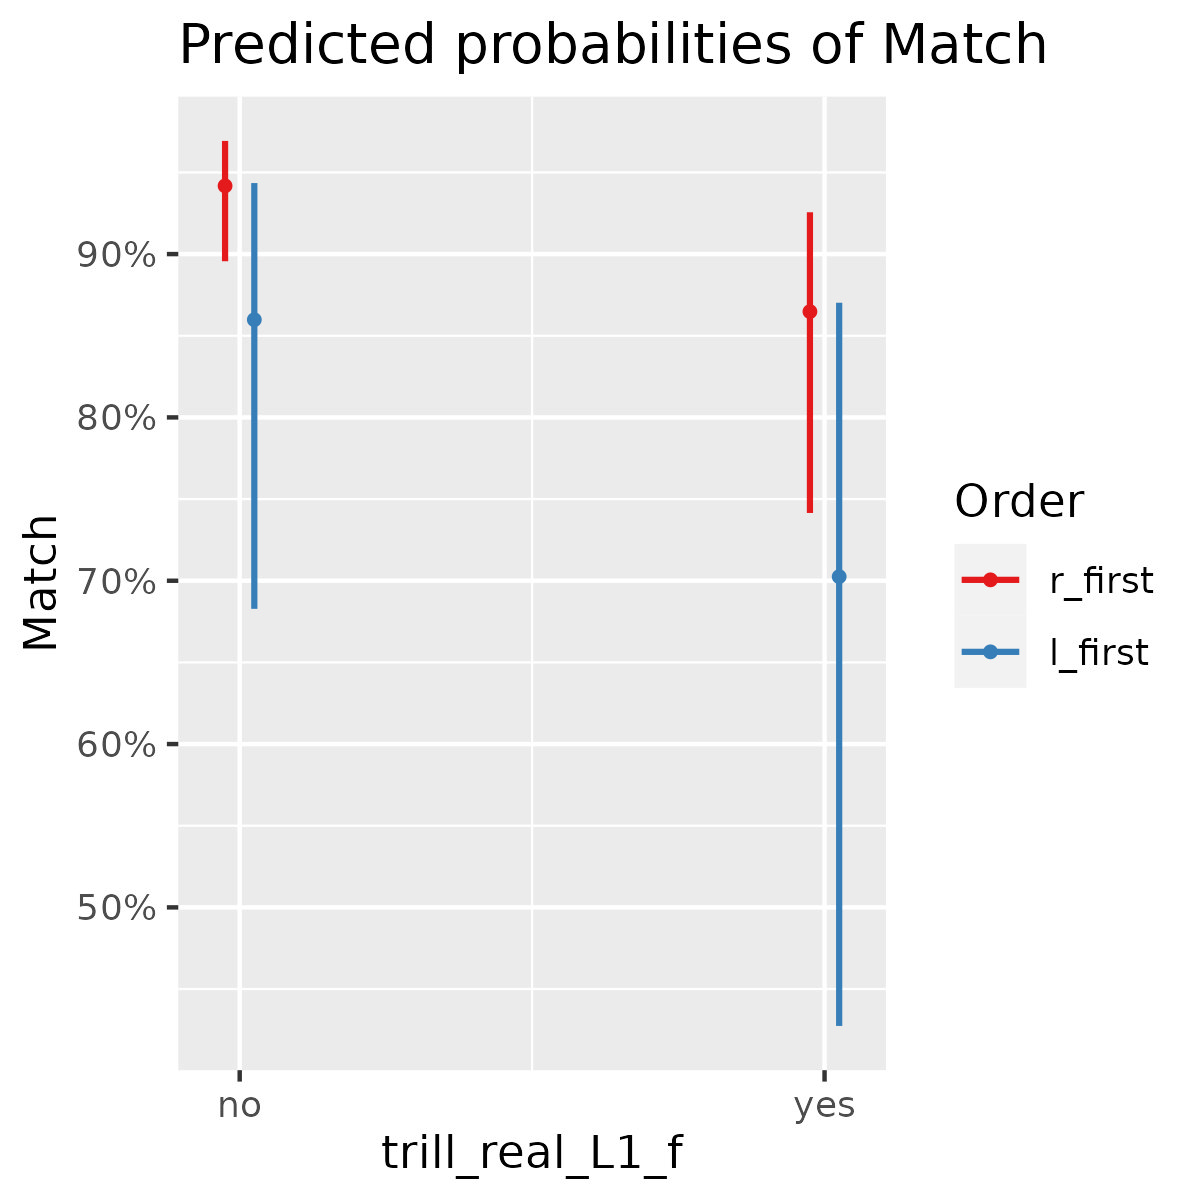 Predicted probabilities of Match
Match
90%
80%
70%
60%
50%
no
yes
trill_real_L1_f
Order
r_first
l_first